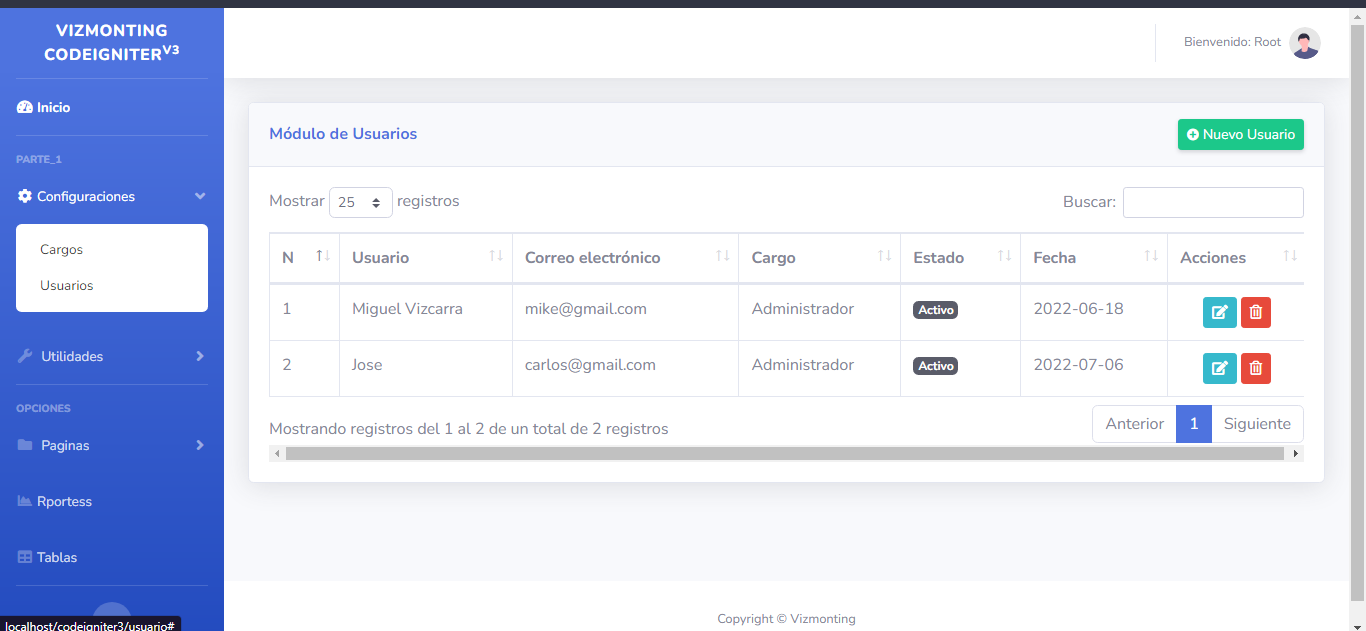 VIZMONTING
CODEIGNITERV3
Bienvenido: Root
Inicio
PARTE_1
Configuraciones
Cargos
Usuarios
Utilidades
OPCIONES
Paginas
Rportess
Tablas
Módulo de Usuarios
Nuevo Usuario
Mostrar 25 registros
Buscar:
N Usuario Correo electrónico Cargo Estado Fecha Acciones
1 Miguel Vizcarra mike@gmail.com Administrador Activo 2022-06-18
2 Jose carlos@gmail.com Administrador Activo 2022-07-06
Mostrando registros del 1 al 2 de un total de 2 registros
Anterior 1 Siguiente
Copyright © Vizmonting
localhost/codeigniter3/usuario#